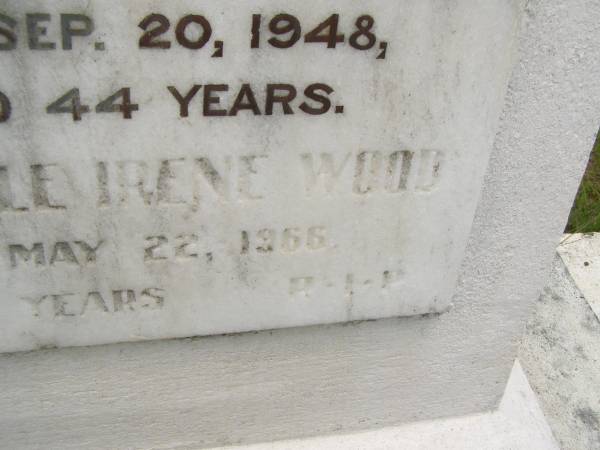 SEP. 20, 1948,
44 YEARS.
IRENE WOOD
MAY 22, 1966.
YEARS R.I.P